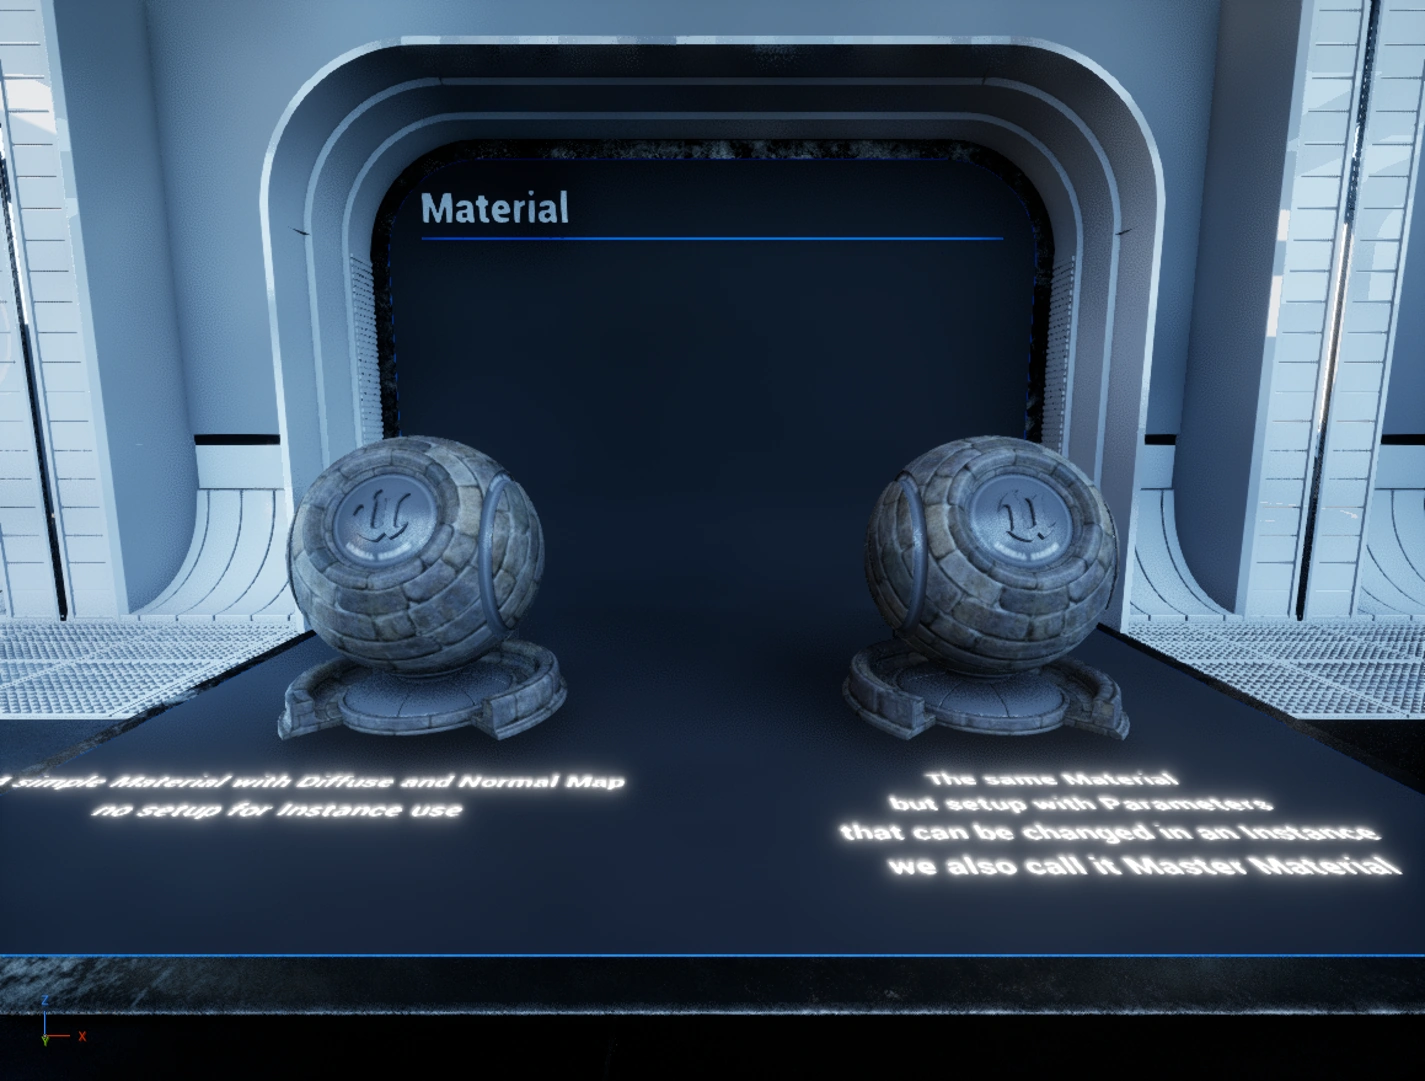 Material
simple Material with Diffuse and Normal Map
no setup for Instance use
The same Material
but setup with Parameters
that can be changed in an Instance
we also call it Master Material
Z
X
Y